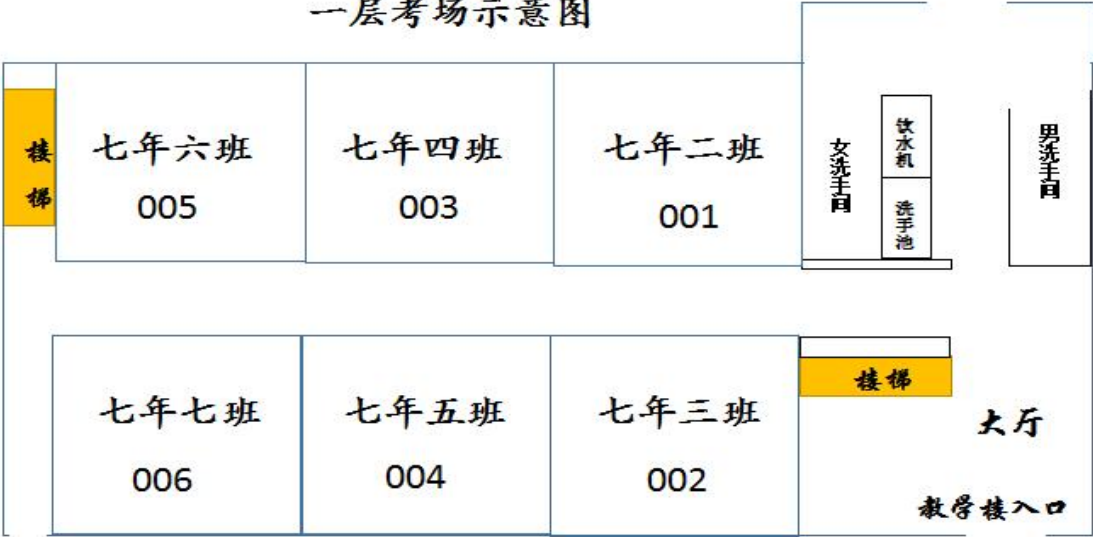 一层考场示意图
楼梯
七年六班
005
七年四班
003
七年二班
001
女洗手间
饮水机
洗手池
男洗手间
七年七班
006
七年五班
004
七年三班
002
楼梯
大厅
教学楼入口